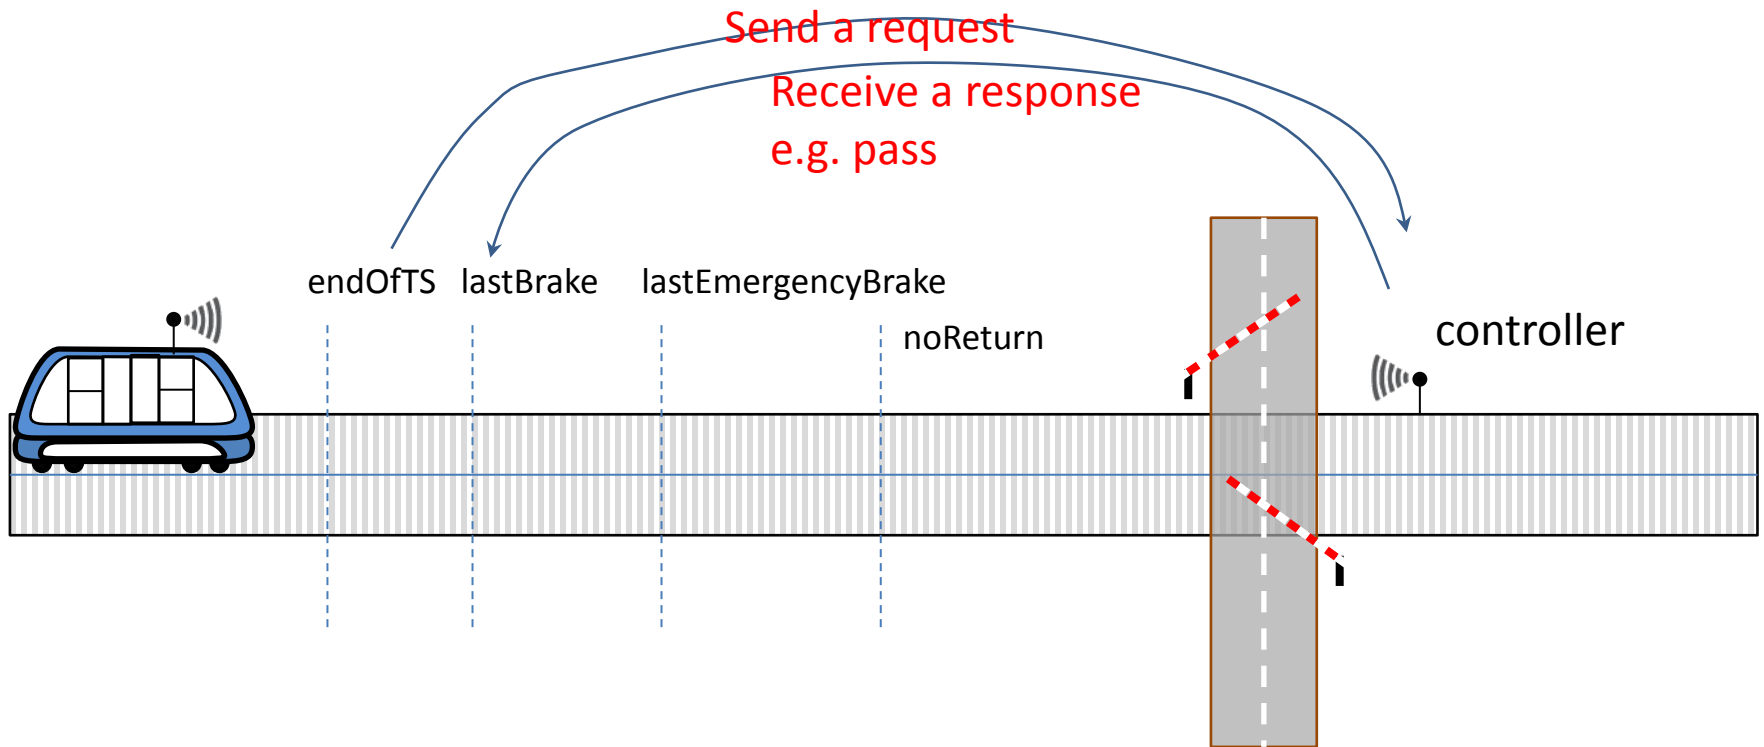 Send a request
Receive a response
e.g. pass
endOfTS lastBrake lastEmergencyBrake
noReturn
controller